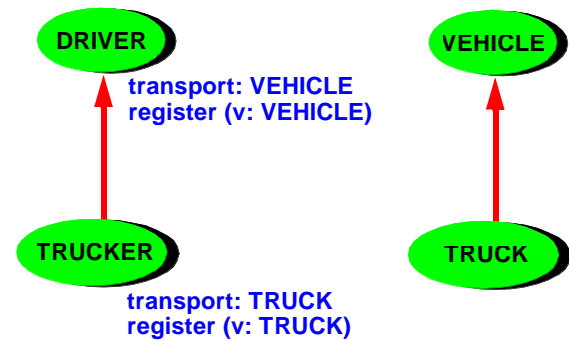 DRIVER
VEHICLE
transport: VEHICLE
register (v: VEHICLE)
TRUCKER
TRUCK
transport: TRUCK
register (v: TRUCK)